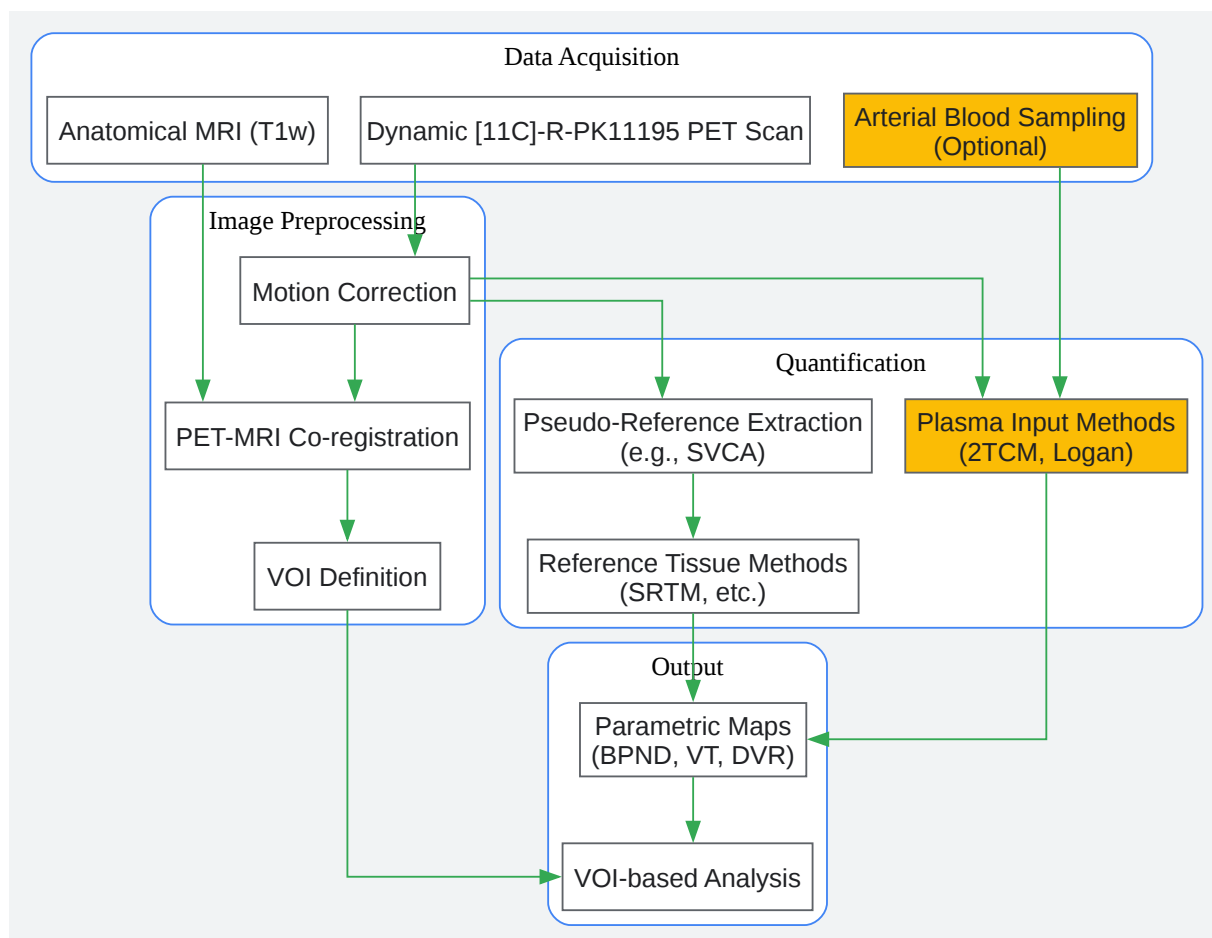 Data Acquisition
Anatomical MRI (T1w)
Dynamic [11C]-R-PK11195 PET Scan
Arterial Blood Sampling
(Optional)
Image Preprocessing
Motion Correction
PET-MRI Co-registration
VOI Definition
Quantification
Pseudo-Reference Extraction
(e.g., SVCA)
Plasma Input Methods
(2TCM, Logan)
Reference Tissue Methods
(SRTM, etc.)
Output
Parametric Maps
(BPND, VT, DVR)
VOI-based Analysis